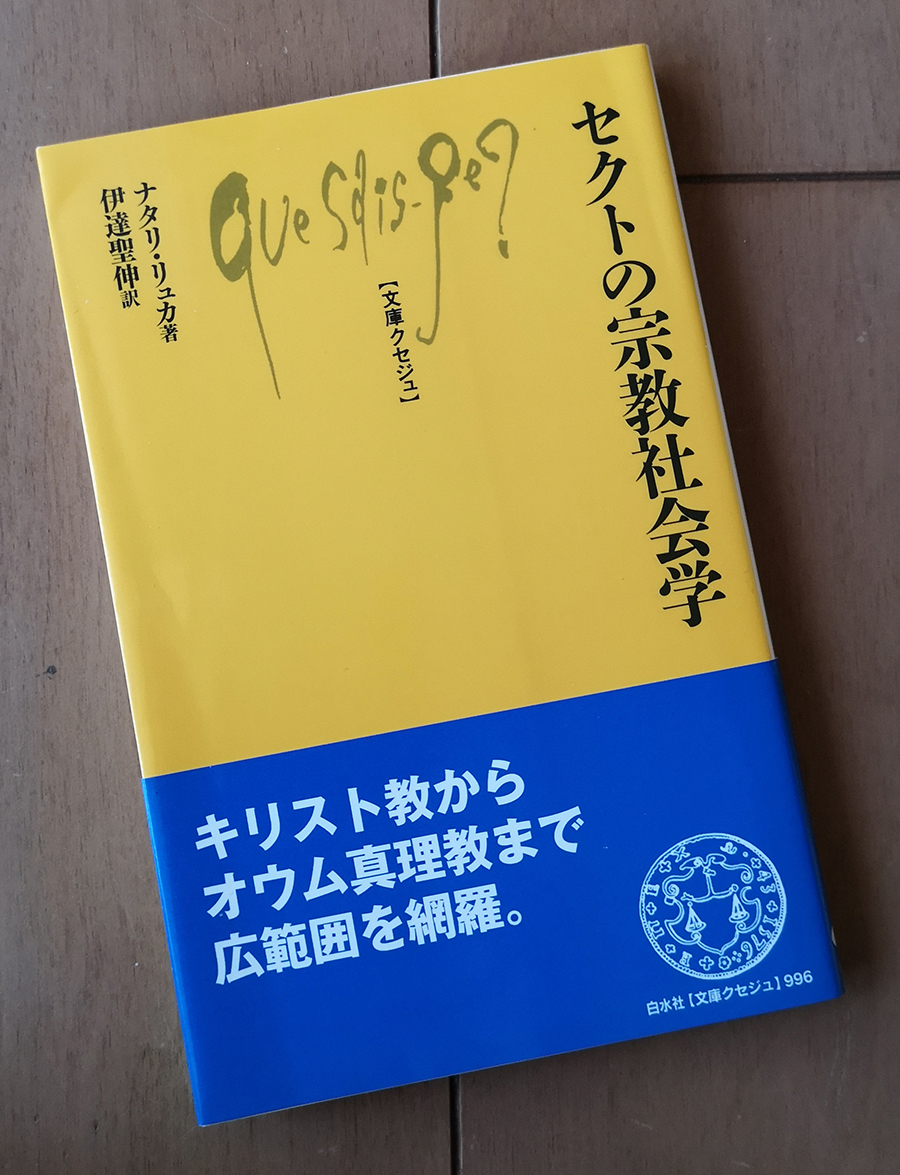 セクトの宗教社会学
Que sais-je?
【文庫クセジュ】
ナタリ・リュカ著
伊達聖伸訳
キリスト教から
オウム真理教まで
広範囲を網羅。
白水社【文庫クセジュ】996